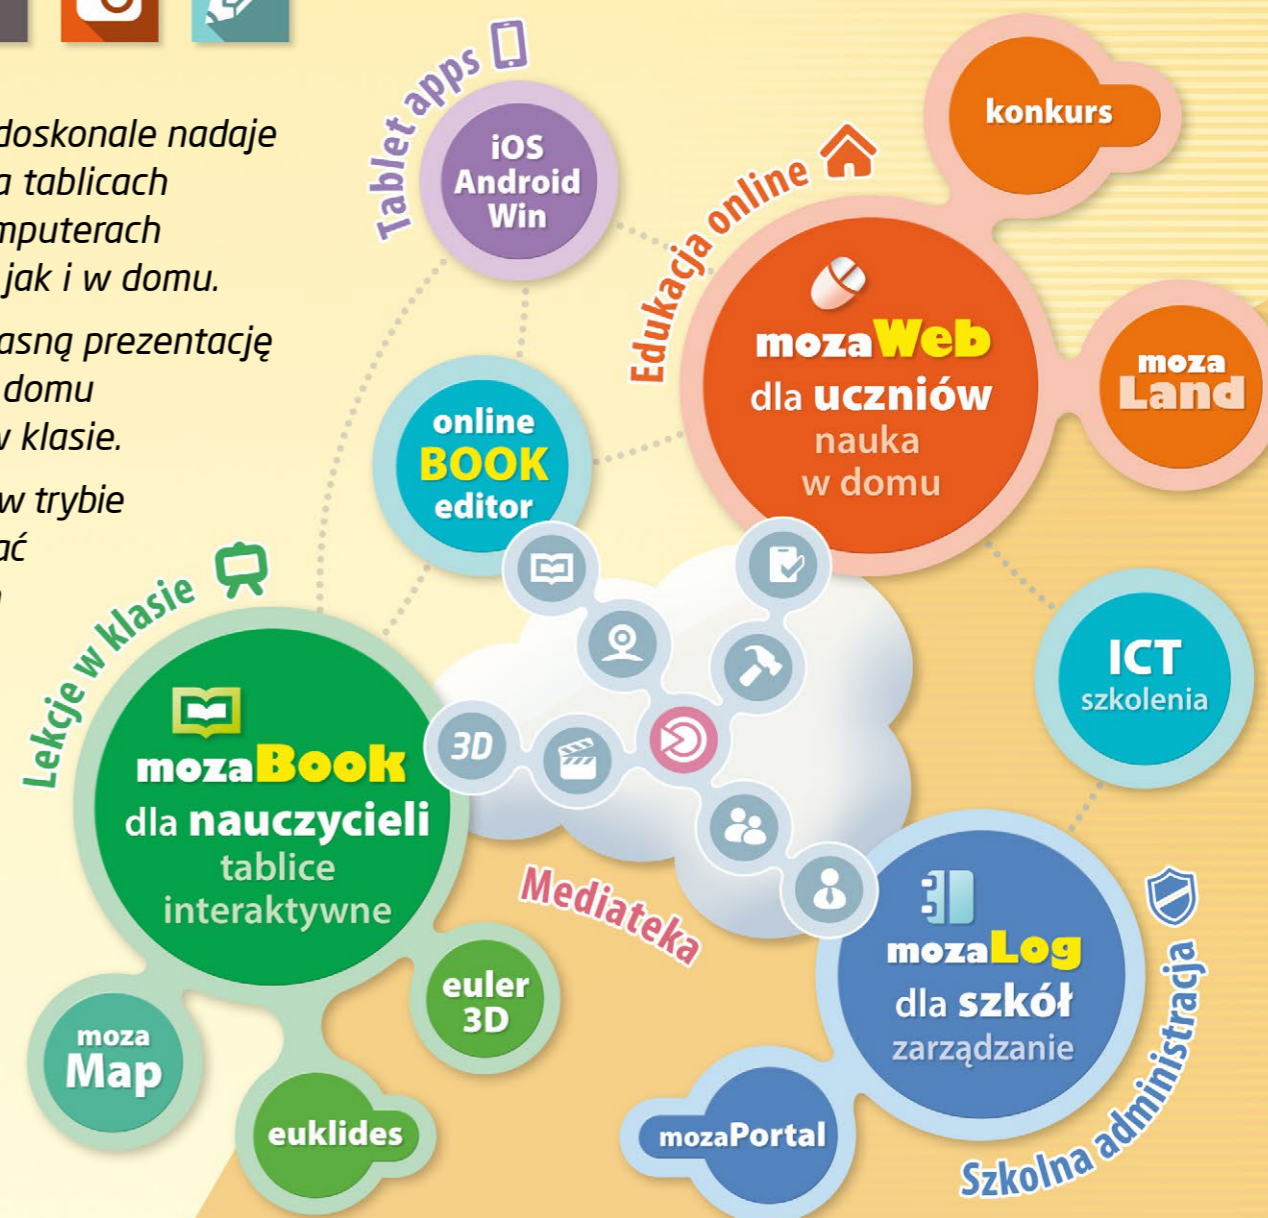 doskonale nadaje
a tablicach
mputerach
jak i w domu.
asną prezentację
domu
w klasie.
w trybie
ać
Tablet apps
iOS
Android
Win
Edukacja online
konkurs
mozaWeb
dla uczniów
nauka
w domu
moza
Land
online
BOOK
editor
Lekcje w klasie
mozaBook
dla nauczycieli
tablice
interaktywne
3D
Mediateka
ICT
szkolenia
mozaLog
dla szkół
zarządzanie
Szkolna administracja
euler
3D
moza
Map
euklides
mozaPortal